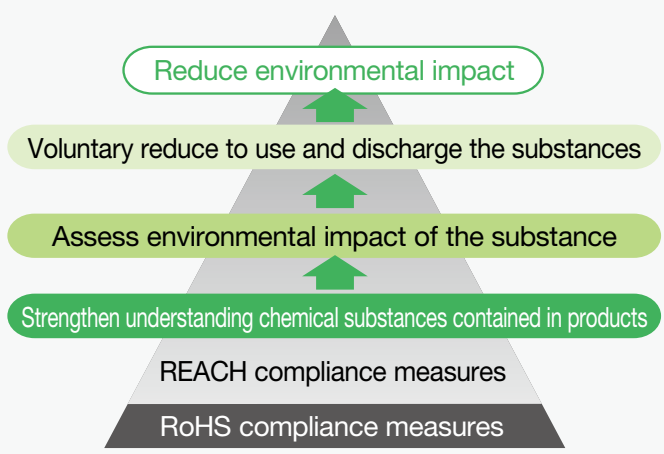 Reduce environmental impact
Voluntary reduce to use and discharge the substances
Assess environmental impact of the substance
Strengthen understanding chemical substances contained in products
REACH compliance measures
RoHS compliance measures